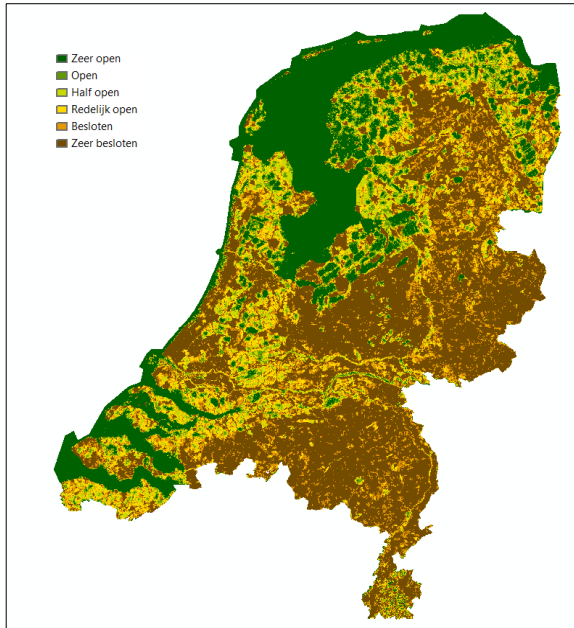 Zeer open
Open
Half open
Redelijk open
Besloten
Zeer besloten